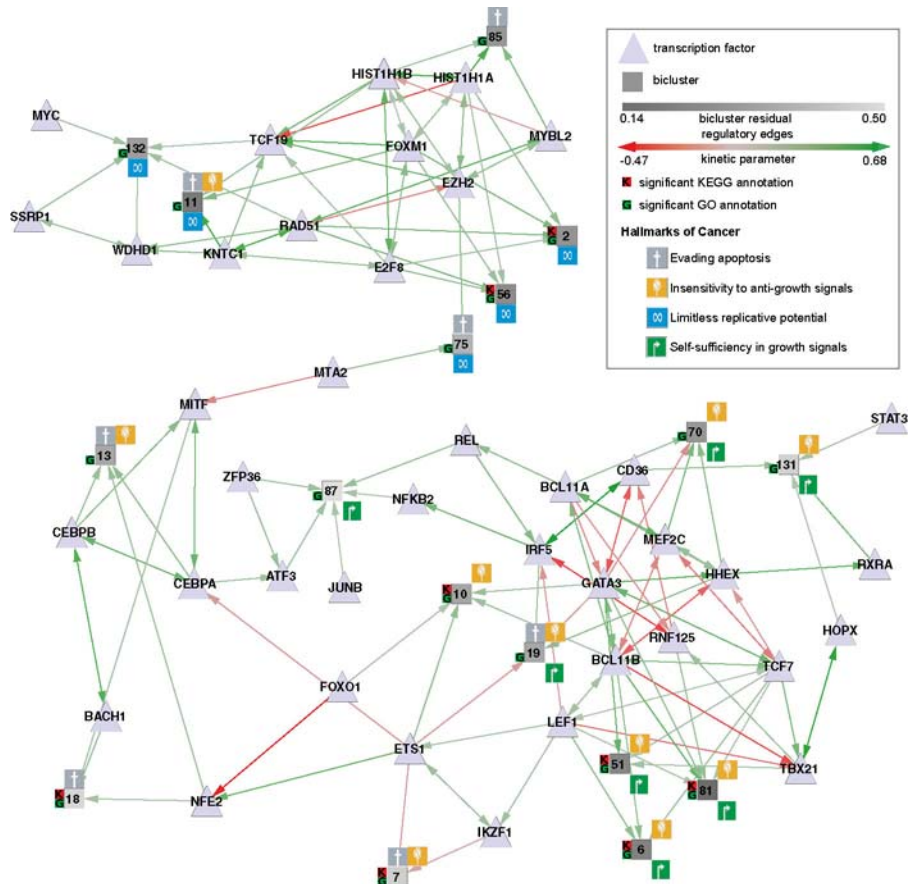 85
G
HIST1H1B
HIST1H1A
MYC
TCF19
FOXM1
MYBL2
132
G
EZH2
11
G
SSRP1
RAD51
WDHD1
KNTC1
E2F8
K
G
2
K
G
56
G
75
MTA2
MITF
transcription factor
bicluster
0.14
0.50
bicluster residual
regulatory edges
-0.47
kinetic parameter
0.68
K
significant KEGG annotation
G
significant GO annotation
Hallmarks of Cancer
Evading apoptosis
Insensitivity to anti-growth signals
Limitless replicative potential
Self-sufficiency in growth signals
STAT3
70
G
REL
13
G
ZFP36
87
G
NFKB2
BCL11A
CD36
131
G
CEBPB
MEF2C
IRF5
CEBPA
ATF3
JUNB
GATA3
HHEX
RXRA
K
G
10
RNF125
HOPX
19
G
BCL11B
TCF7
FOXO1
BACH1
LEF1
ETS1
K
G
51
TBX21
K
G
18
NFE2
K
G
81
IKZF1
K
G
6
K
G
7